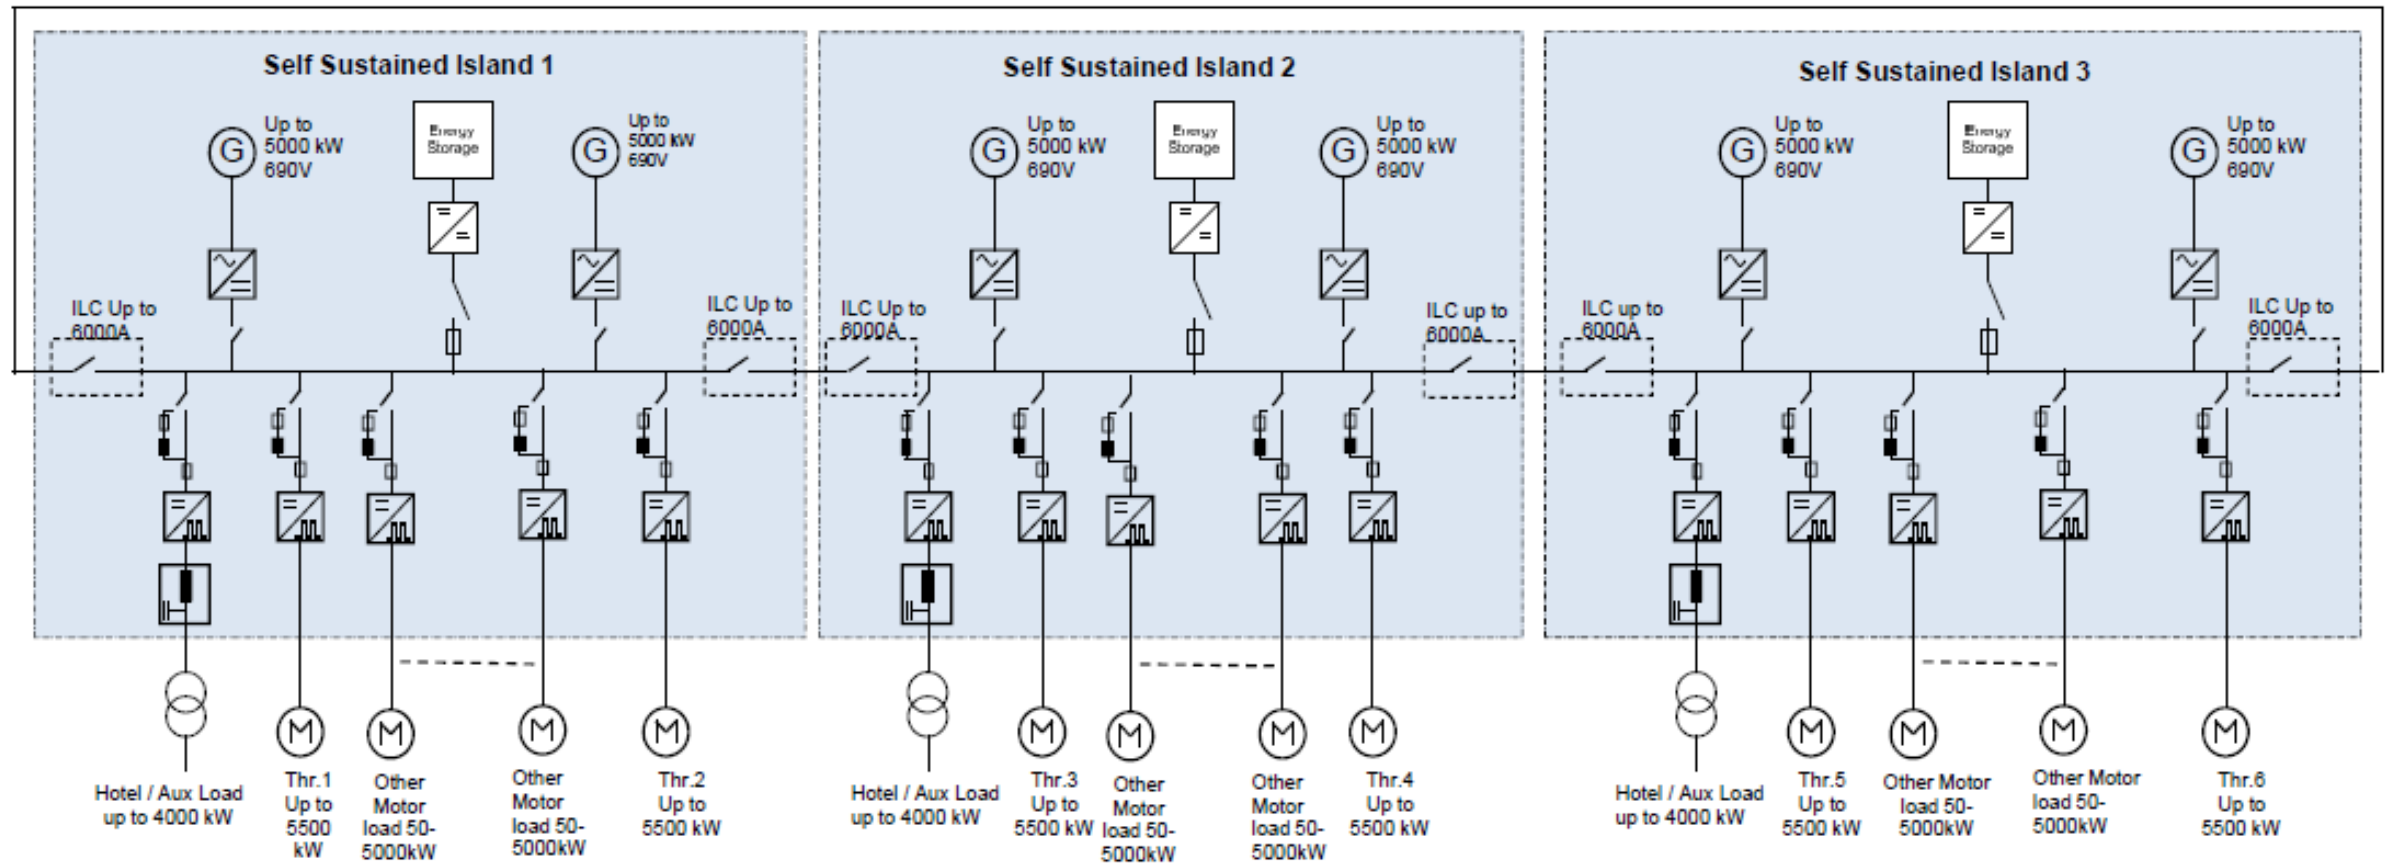 Self Sustained Island 1
Self Sustained Island 2
Self Sustained Island 3
G
Up to
5000 kW
690V
Energy
Storage
G
Up to
5000 kW
690V
G
Up to
5000 kW
690V
Energy
Storage
G
Up to
5000 kW
690V
G
Up to
5000 kW
690V
Energy
Storage
G
Up to
5000 kW
690V
ILC Up to
6000A
ILC Up to
6000A
ILC Up to
6000A
ILC up to
6000A
ILC up to
6000A
ILC Up to
6000A
M
M
M
M
M
M
M
M
M
M
M
M
Hotel / Aux Load
up to 4000 kW
Thr.1
Up to
5500
kW
Other
Motor
load 50-
5000kW
Other
Motor
load 50-
5000kW
Thr.2
Up to
5500 kW
Hotel / Aux Load
up to 4000 kW
Thr.3
Up to
5500 kW
Other
Motor
load 50-
5000kW
Other
Motor
load 50-
5000kW
Thr.4
Up to
5500 kW
Hotel / Aux Load
up to 4000 kW
Thr.5
Up to
5500 kW
Other Motor
load 50-
5000kW
Other Motor
load 50-
5000kW
Thr.6
Up to
5500 kW